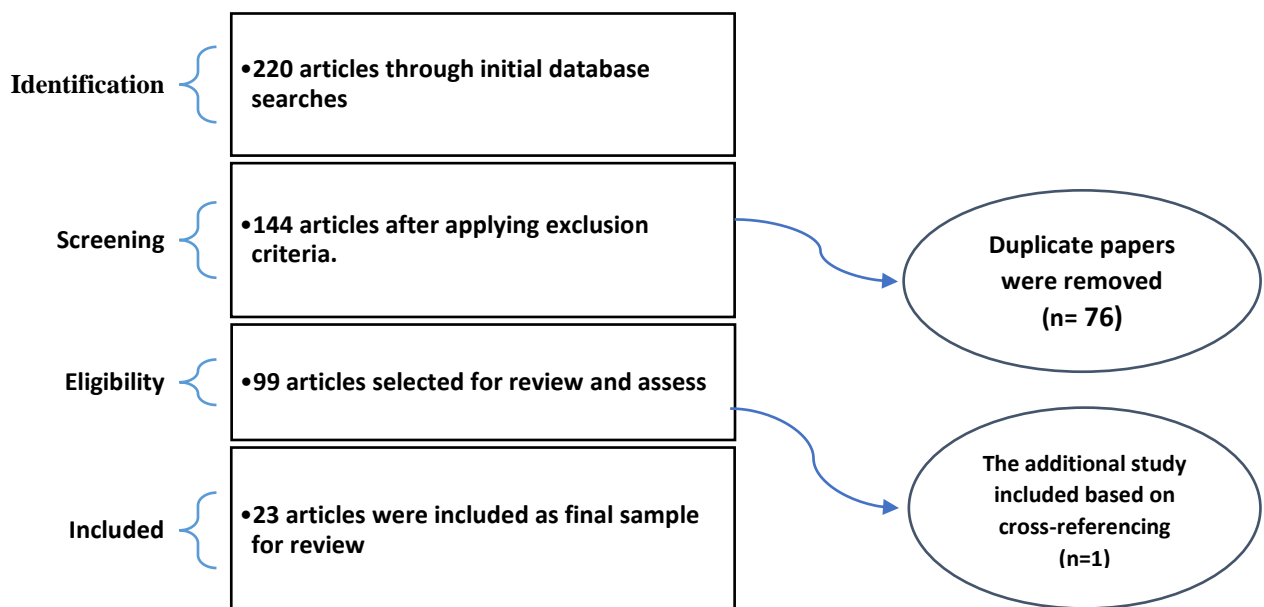 Identification
•220 articles through initial database
searches
Screening
•144 articles after applying exclusion
criteria.
Duplicate papers
were removed
(n= 76)
Eligibility
•99 articles selected for review and assess
Included
•23 articles were included as final sample
for review
The additional study
included based on
cross-referencing
(n=1)